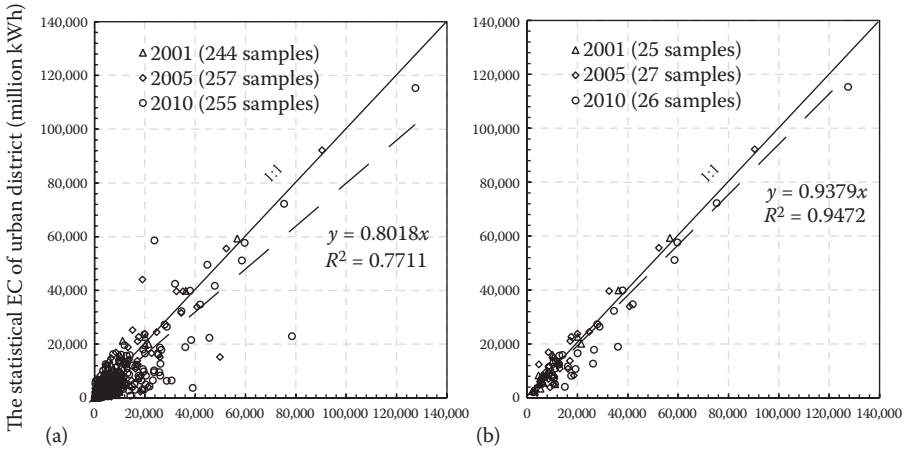 The statistical EC of urban district (million kWh)
140,000
120,000
100,000
80,000
60,000
40,000
20,000
0
△ 2001 (244 samples)
◇ 2005 (257 samples)
○ 2010 (255 samples)
1:1
y = 0.8018x
R² = 0.7711
0 20,000 40,000 60,000 80,000 100,000 120,000 140,000
(a)
140,000
120,000
100,000
80,000
60,000
40,000
20,000
0
△ 2001 (25 samples)
◇ 2005 (27 samples)
○ 2010 (26 samples)
1:1
y = 0.9379x
R² = 0.9472
0 20,000 40,000 60,000 80,000 100,000 120,000 140,000
(b)